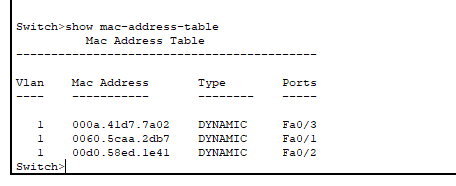 Switch>show mac-address-table
          Mac Address Table
-------------------------------------------
Vlan    Mac Address       Type        Ports
----    -----------       --------    -----
   1    000a.41d7.7a02    DYNAMIC     Fa0/3
   1    0060.5caa.2db7    DYNAMIC     Fa0/1
   1    00d0.58ed.1e41    DYNAMIC     Fa0/2
Switch>